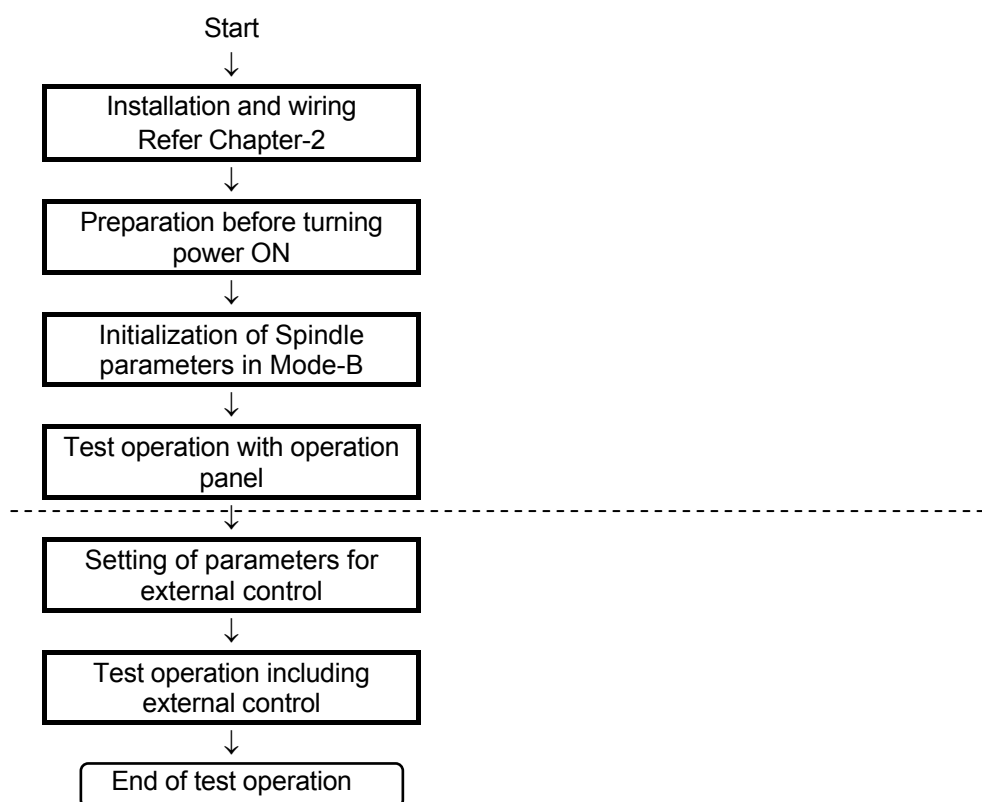 Start
Installation and wiring
Refer Chapter-2
Preparation before turning
power ON
Initialization of Spindle
parameters in Mode-B
Test operation with operation
panel
Setting of parameters for
external control
Test operation including
external control
End of test operation